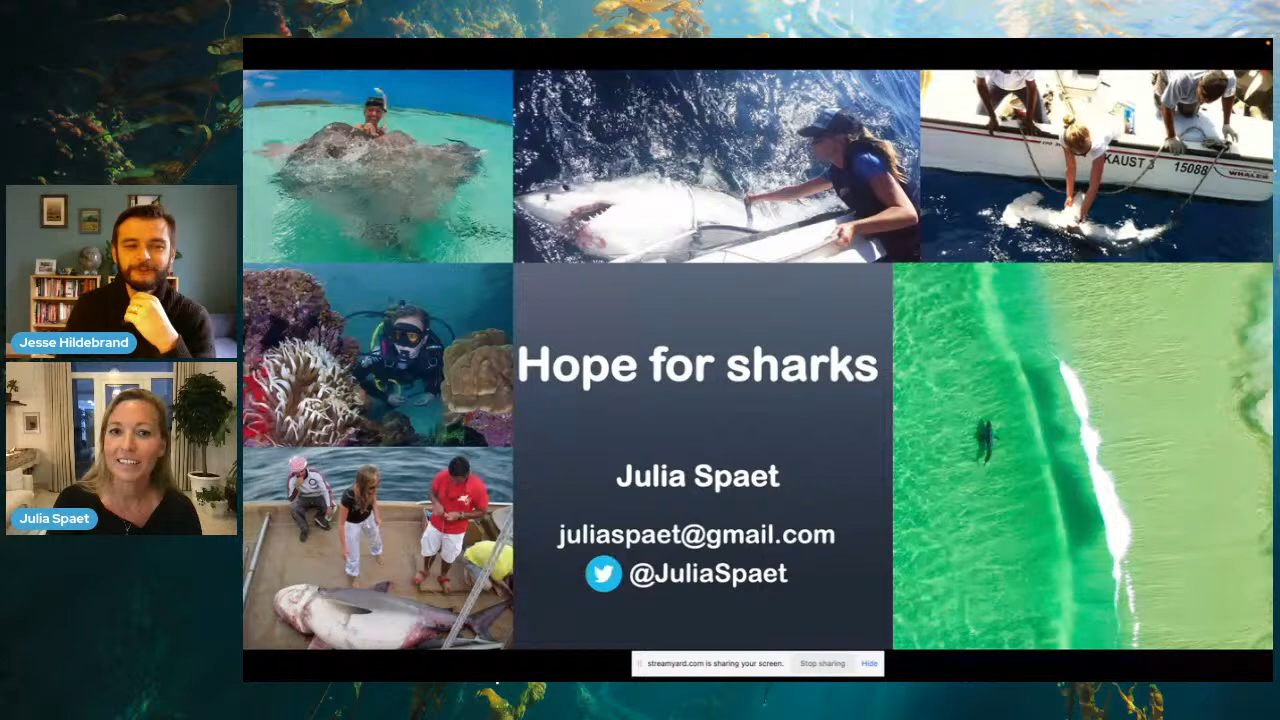 Jesse Hildebrand
Julia Spaet
KAUST 3
15088
WHALER
Hope for sharks
Julia Spaet
juliaspaet@gmail.com
@JuliaSpaet
streamyard.com is sharing your screen.
Stop sharing
Hide